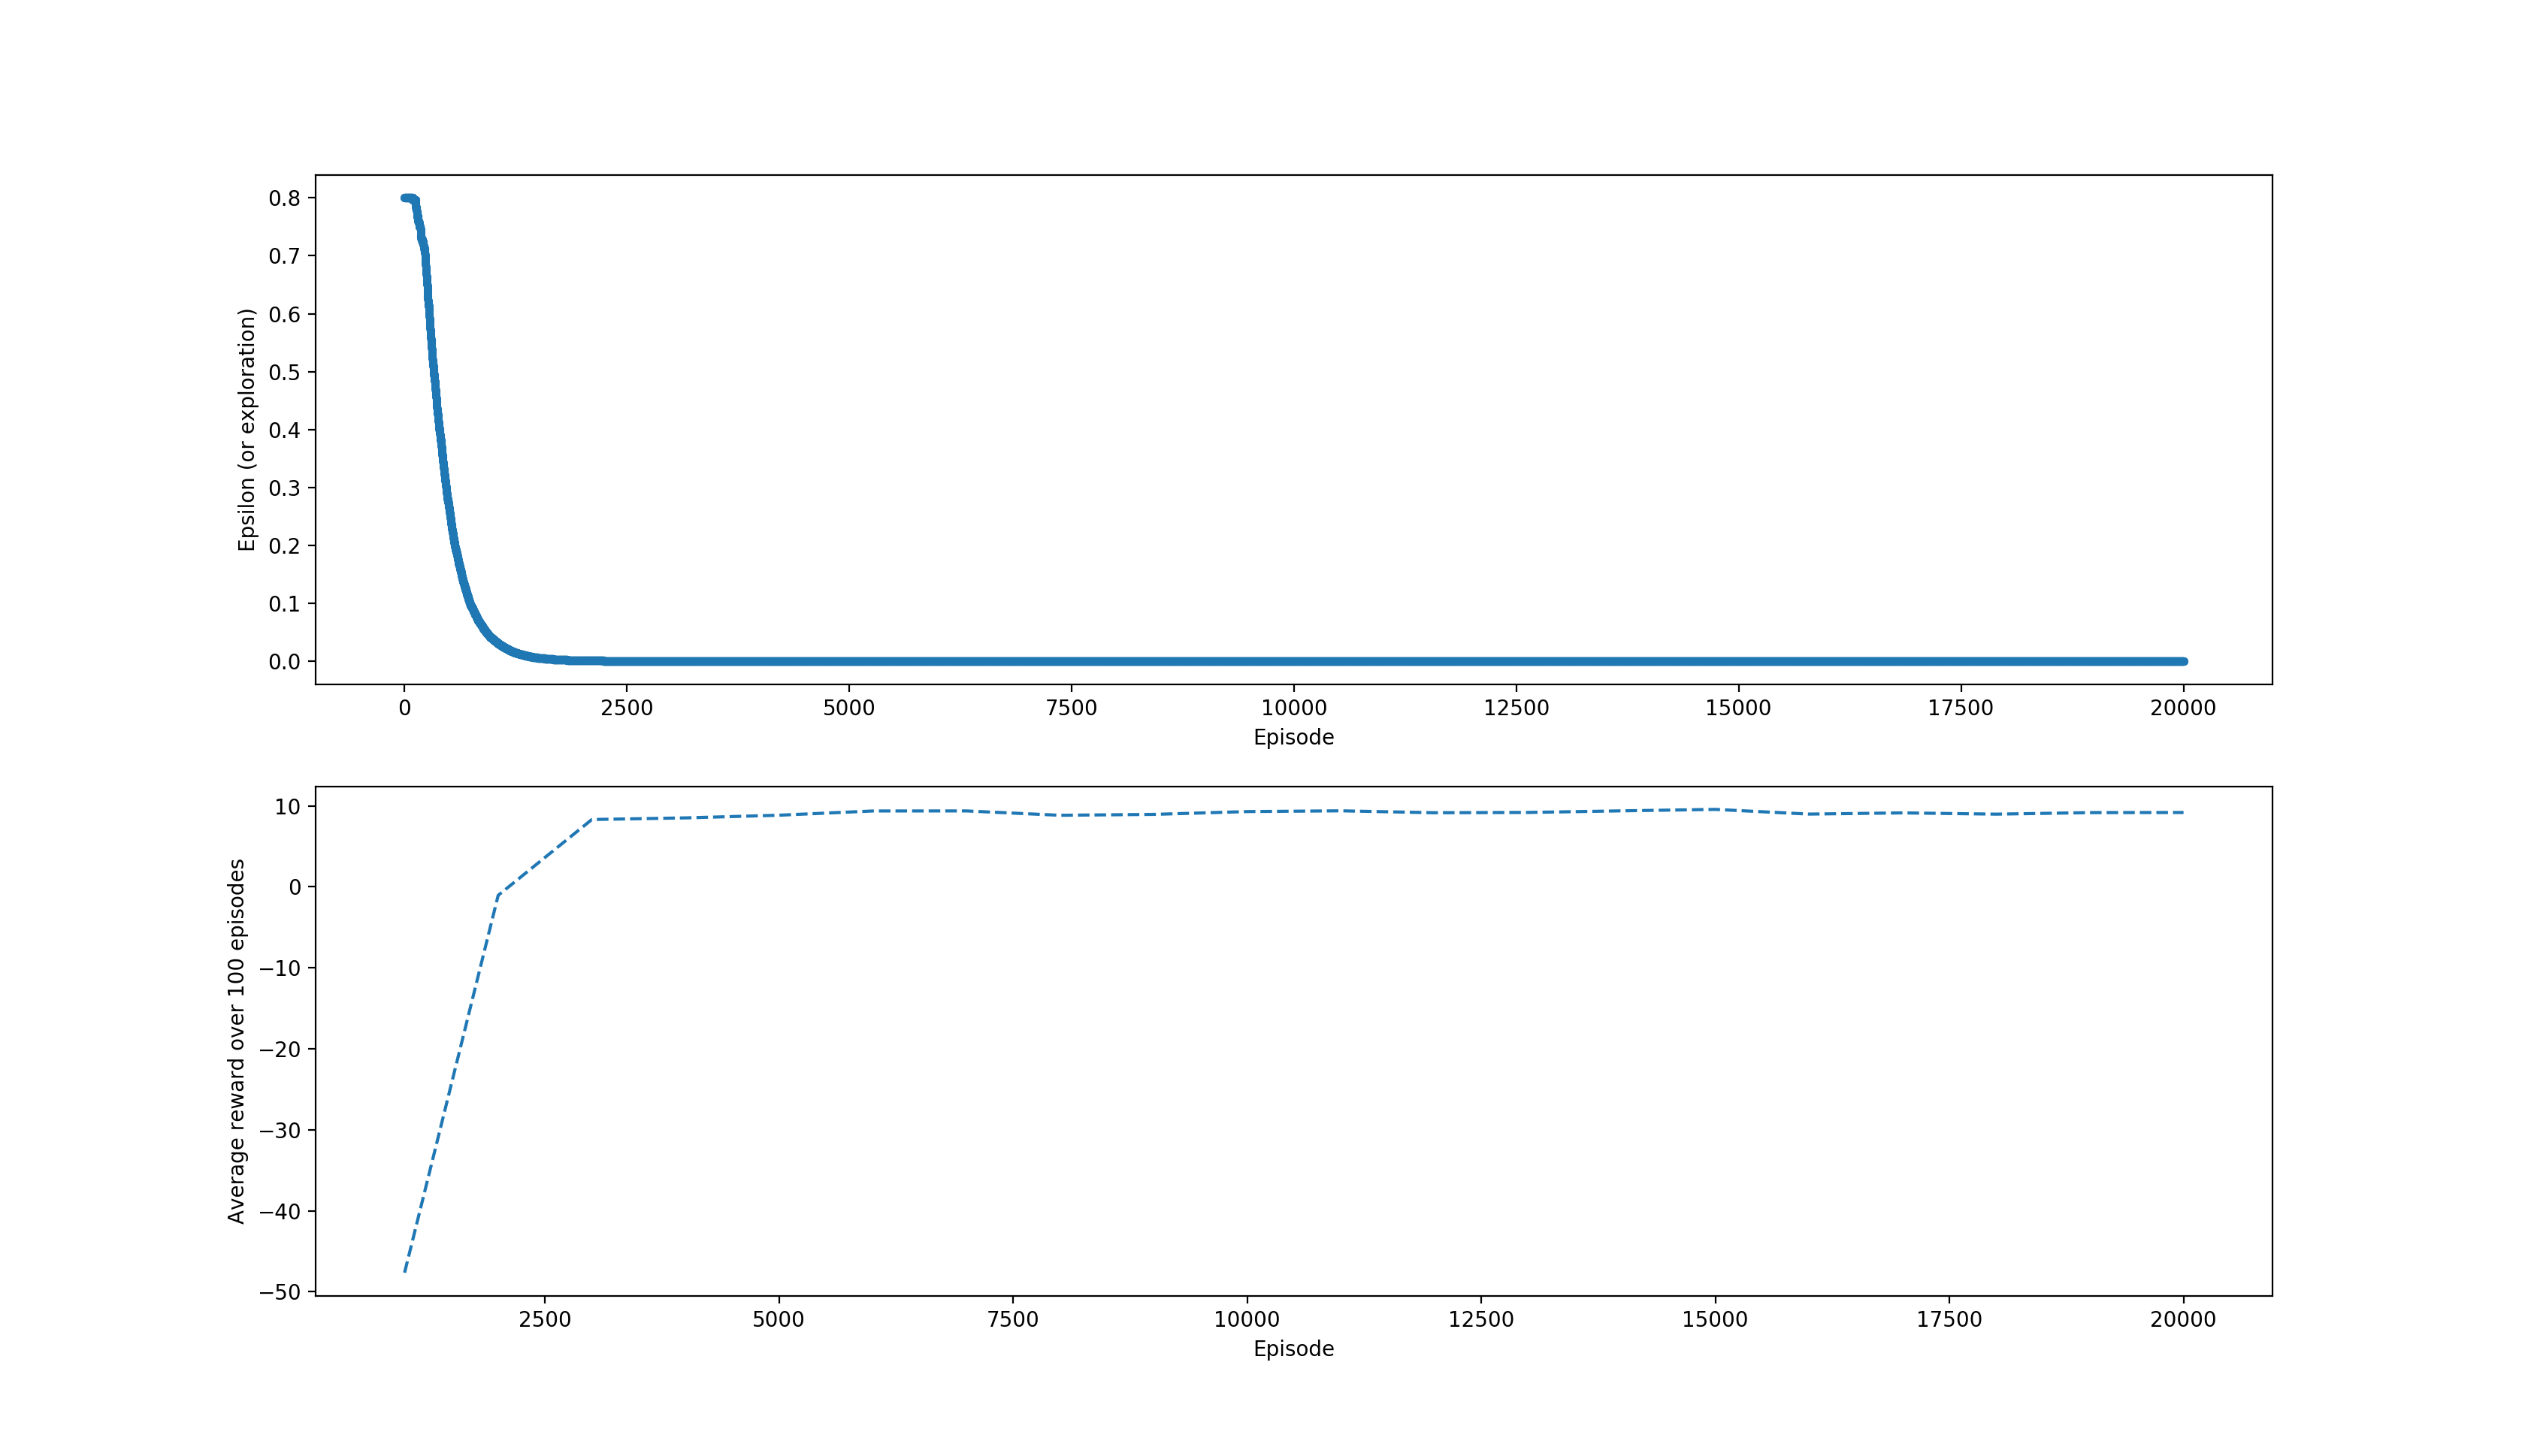 0.8
0.7
0.6
0.5
0.4
0.3
0.2
0.1
0.0
Epsilon (or exploration)
0 2500 5000 7500 10000 12500 15000 17500 20000
Episode
10
0
−10
−20
−30
−40
−50
Average reward over 100 episodes
2500 5000 7500 10000 12500 15000 17500 20000
Episode